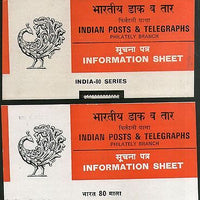 भारतीय डाक व तार
फिलैटली शाखा
INDIAN POSTS & TELEGRAPHS
PHILATELY BRANCH
सूचना पत्र
INFORMATION SHEET
INDIA-80 SERIES
भारतीय डाक व तार
फिलैटली शाखा
INDIAN POSTS & TELEGRAPHS
PHILATELY BRANCH
सूचना पत्र
INFORMATION SHEET
भारत 80 माला